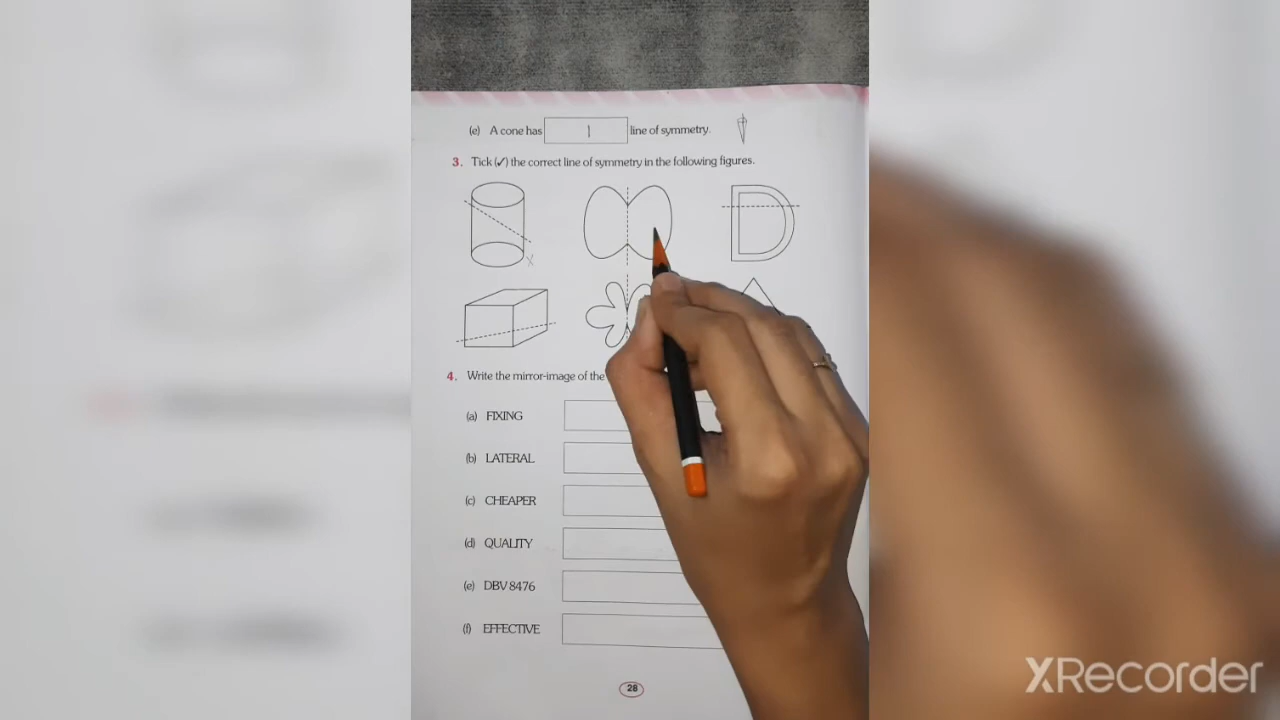 (e) A cone has 1 line of symmetry.
3. Tick (✓) the correct line of symmetry in the following figures.
x
4. Write the mirror-image of the
(a) FIXING
(b) LATERAL
(c) CHEAPER
(d) QUALITY
(e) DBV 8476
(f) EFFECTIVE
28
XRecorder